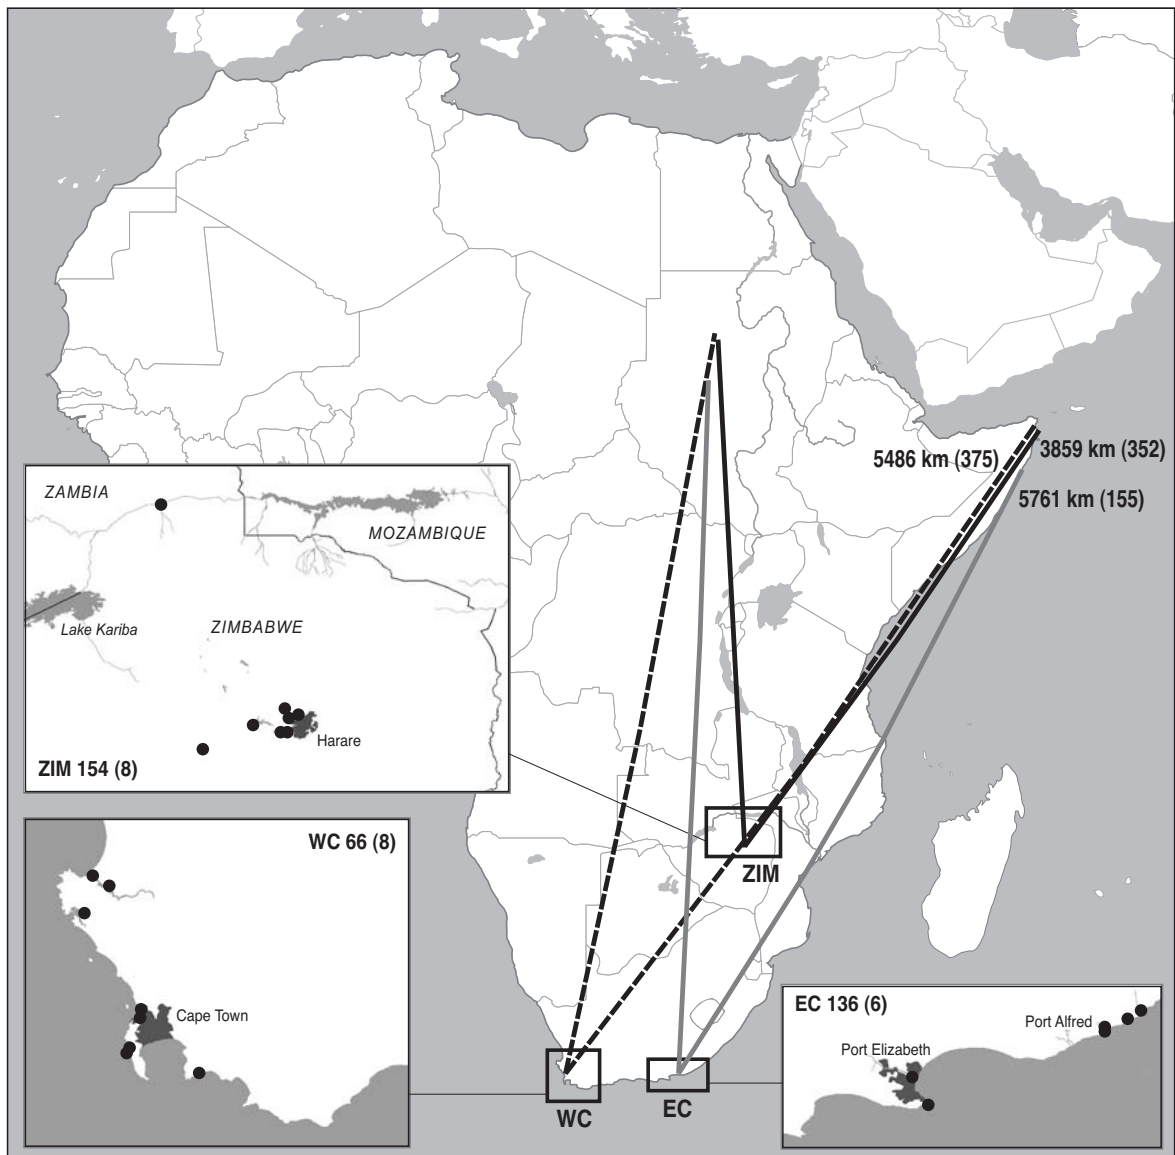 5486 km (375)
3859 km (352)
5761 km (155)
ZAMBIA
MOZAMBIQUE
Lake Kariba
ZIMBABWE
Harare
ZIM 154 (8)
ZIM
WC 66 (8)
Cape Town
WC
EC
EC 136 (6)
Port Alfred
Port Elizabeth